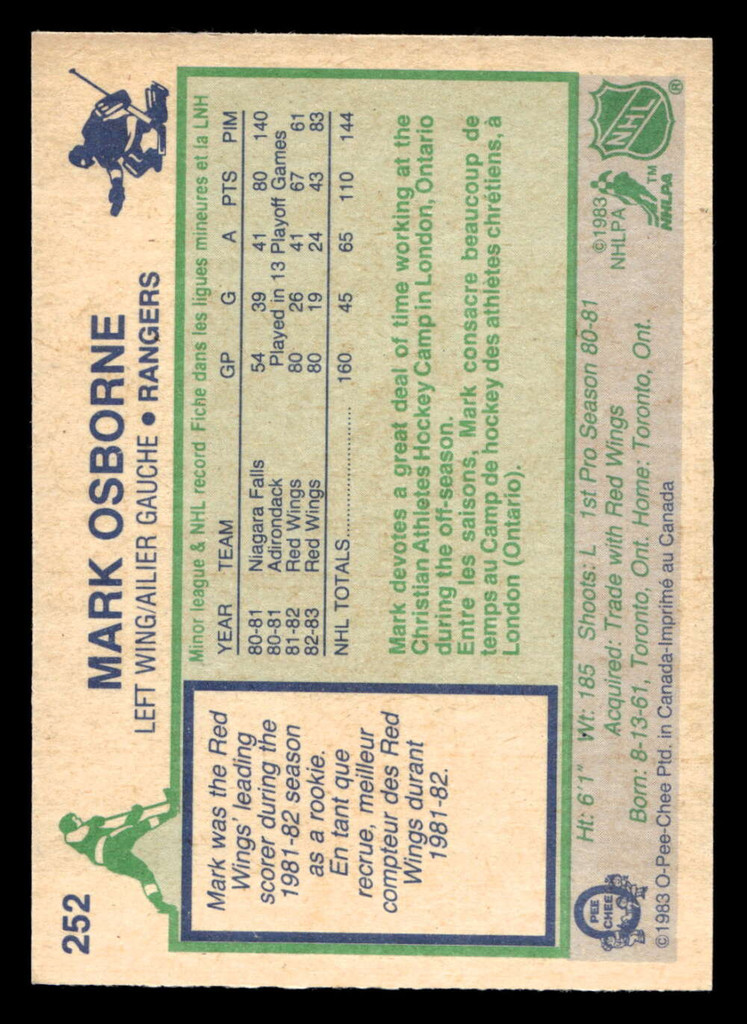 252
MARK OSBORNE
LEFT WING/AILIER GAUCHE • RANGERS
Mark was the Red
Wings' leading
scorer during the
1981-82 season
as a rookie.
En tant que
recrue, meilleur
compteur des Red
Wings durant
1981-82.
Minor league & NHL record Fiche dans les ligues mineures et la LNH
YEAR TEAM GP G A PTS PIM
80-81 Niagara Falls 54 39 41 80 140
80-81 Adirondack Played in 13 Playoff Games
81-82 Red Wings 80 26 41 67 61
82-83 Red Wings 80 19 24 43 83
NHL TOTALS.................... 160 45 65 110 144
Mark devotes a great deal of time working at the
Christian Athletes Hockey Camp in London, Ontario
during the off-season.
Entre les saisons, Mark consacre beaucoup de
temps au Camp de hockey des athlètes chrétiens, à
London (Ontario).
Ht: 6'1" Wt: 185 Shoots: L 1st Pro Season 80-81
Acquired: Trade with Red Wings
Born: 8-13-61, Toronto, Ont. Home: Toronto, Ont.
©1983 O-Pee-Chee Ptd. in Canada-Imprimé au Canada
O
PEE
CHEE
©1983
NHLPA
NHLPA
TM
NHL
®